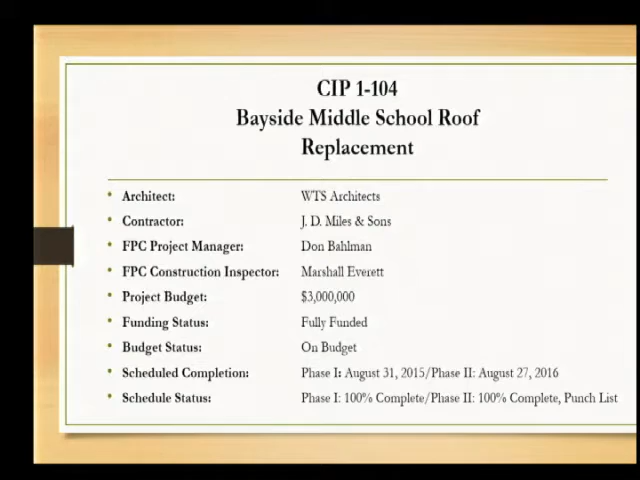 CIP 1-104
Bayside Middle School Roof
Replacement
• Architect: WTS Architects
• Contractor: J. D. Miles & Sons
• FPC Project Manager: Don Bahlman
• FPC Construction Inspector: Marshall Everett
• Project Budget: $3,000,000
• Funding Status: Fully Funded
• Budget Status: On Budget
• Scheduled Completion: Phase I: August 31, 2015/Phase II: August 27, 2016
• Schedule Status: Phase I: 100% Complete/Phase II: 100% Complete, Punch List